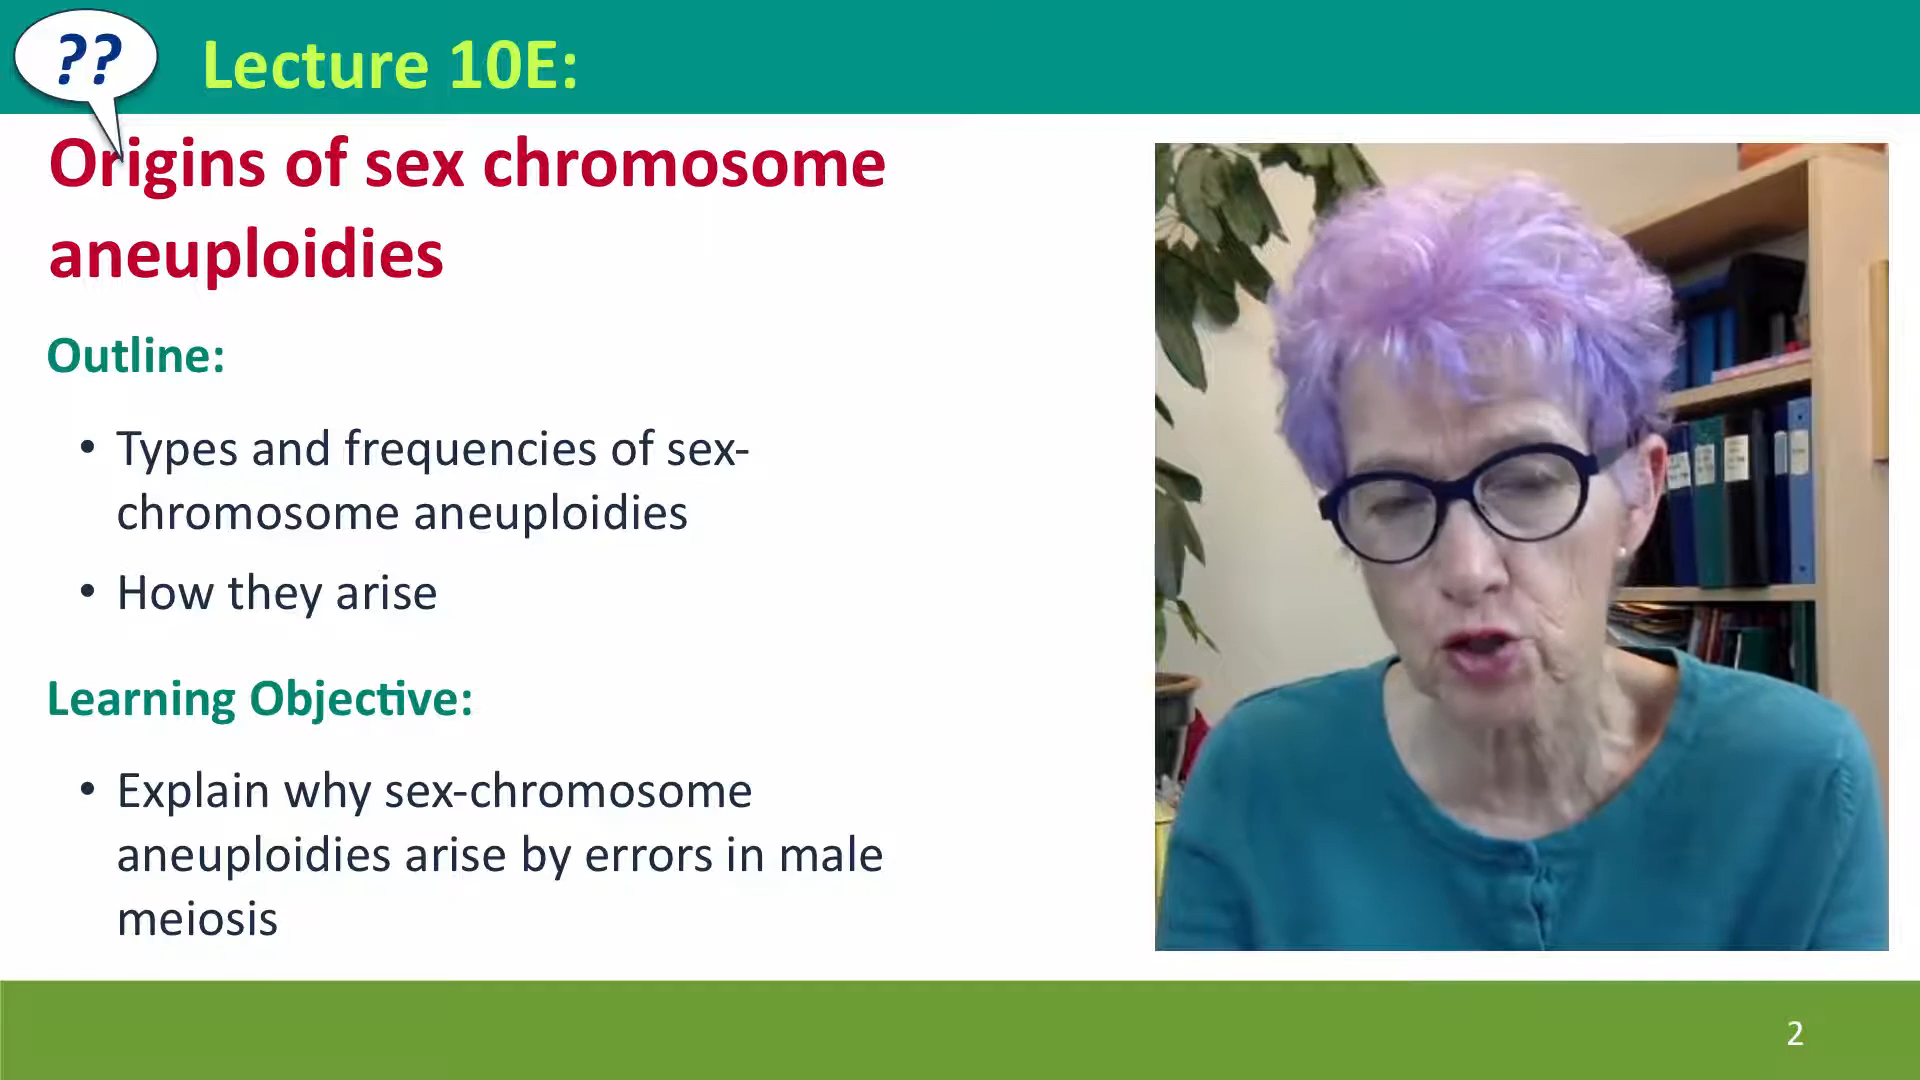 ??
Lecture 10E:
Origins of sex chromosome
aneuploidies
Outline:
• Types and frequencies of sex-
chromosome aneuploidies
• How they arise
Learning Objective:
• Explain why sex-chromosome
aneuploidies arise by errors in male
meiosis
2